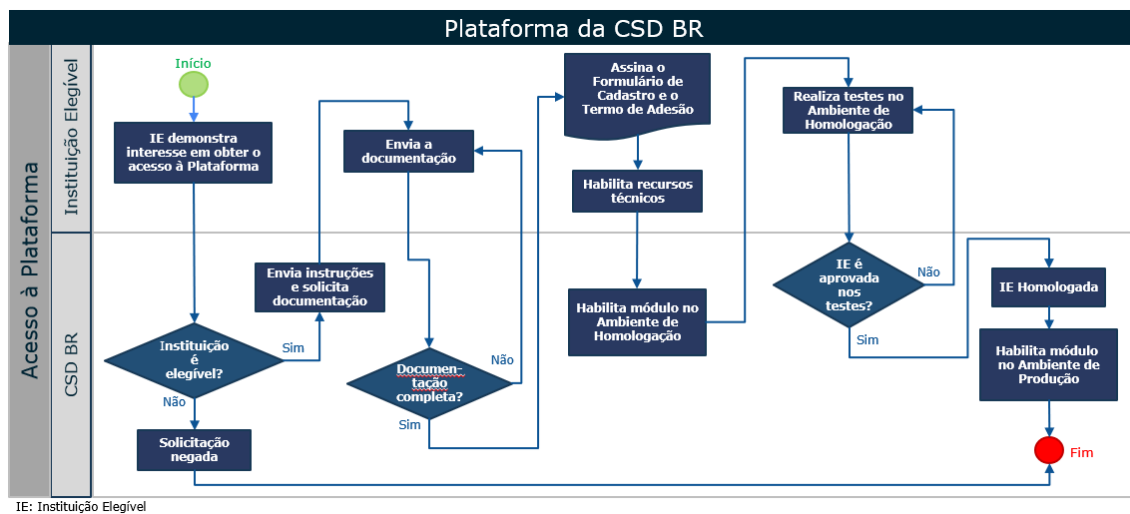 Plataforma da CSD BR
Acesso à Plataforma
Instituição Elegível
CSD BR
Início
IE demonstra
interesse em obter o
acesso à Plataforma
Instituição
é
elegível?
Sim
Não
Solicitação
negada
Envia instruções
e solicita
documentação
Envia a
documentação
Documen-
tação
completa?
Não
Sim
Assina o
Formulário de
Cadastro e o
Termo de Adesão
Habilita recursos
técnicos
Habilita módulo no
Ambiente de
Homologação
Realiza testes no
Ambiente de
Homologação
IE é
aprovada
nos
testes?
Não
Sim
IE Homologada
Habilita módulo
no Ambiente de
Produção
Fim
IE: Instituição Elegível